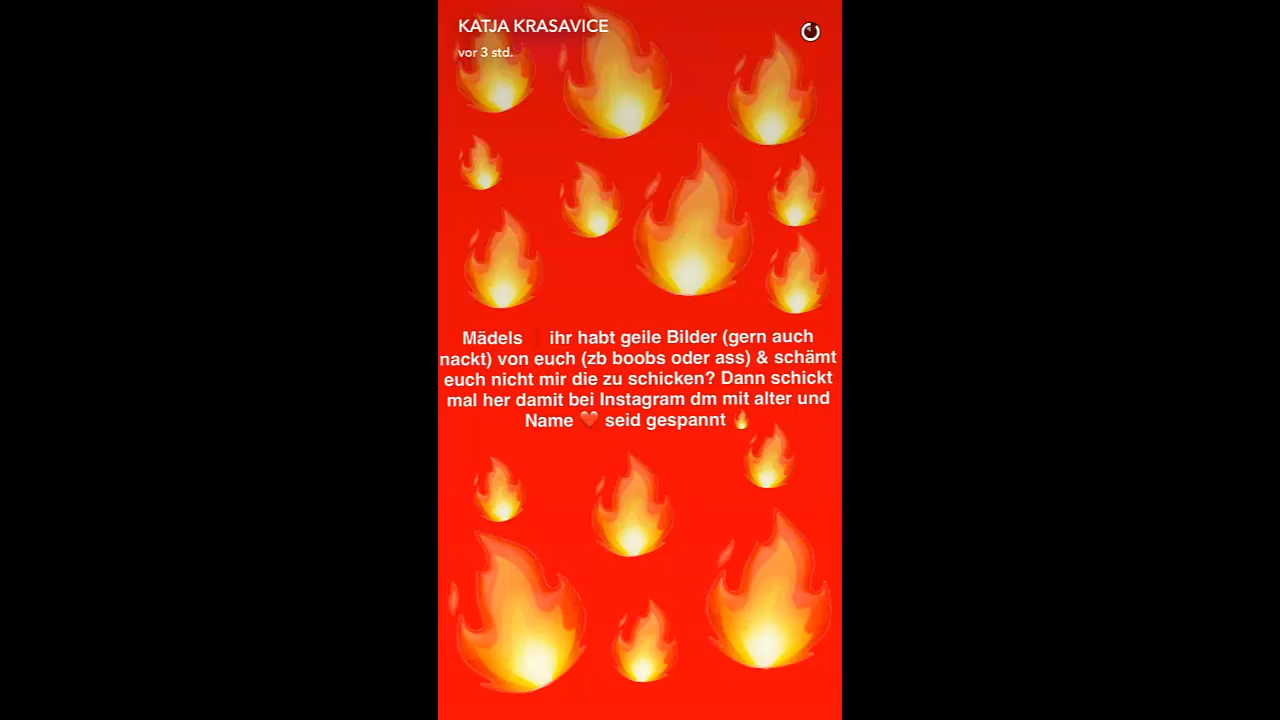 KATJA KRASAVICE
vor 3 std.
Mädels ihr habt geile Bilder (gern auch
nackt) von euch (zb boobs oder ass) & schämt
euch nicht mir die zu schicken? Dann schickt
mal her damit bei Instagram dm mit alter und
Name ❤️ seid gespannt 🔥